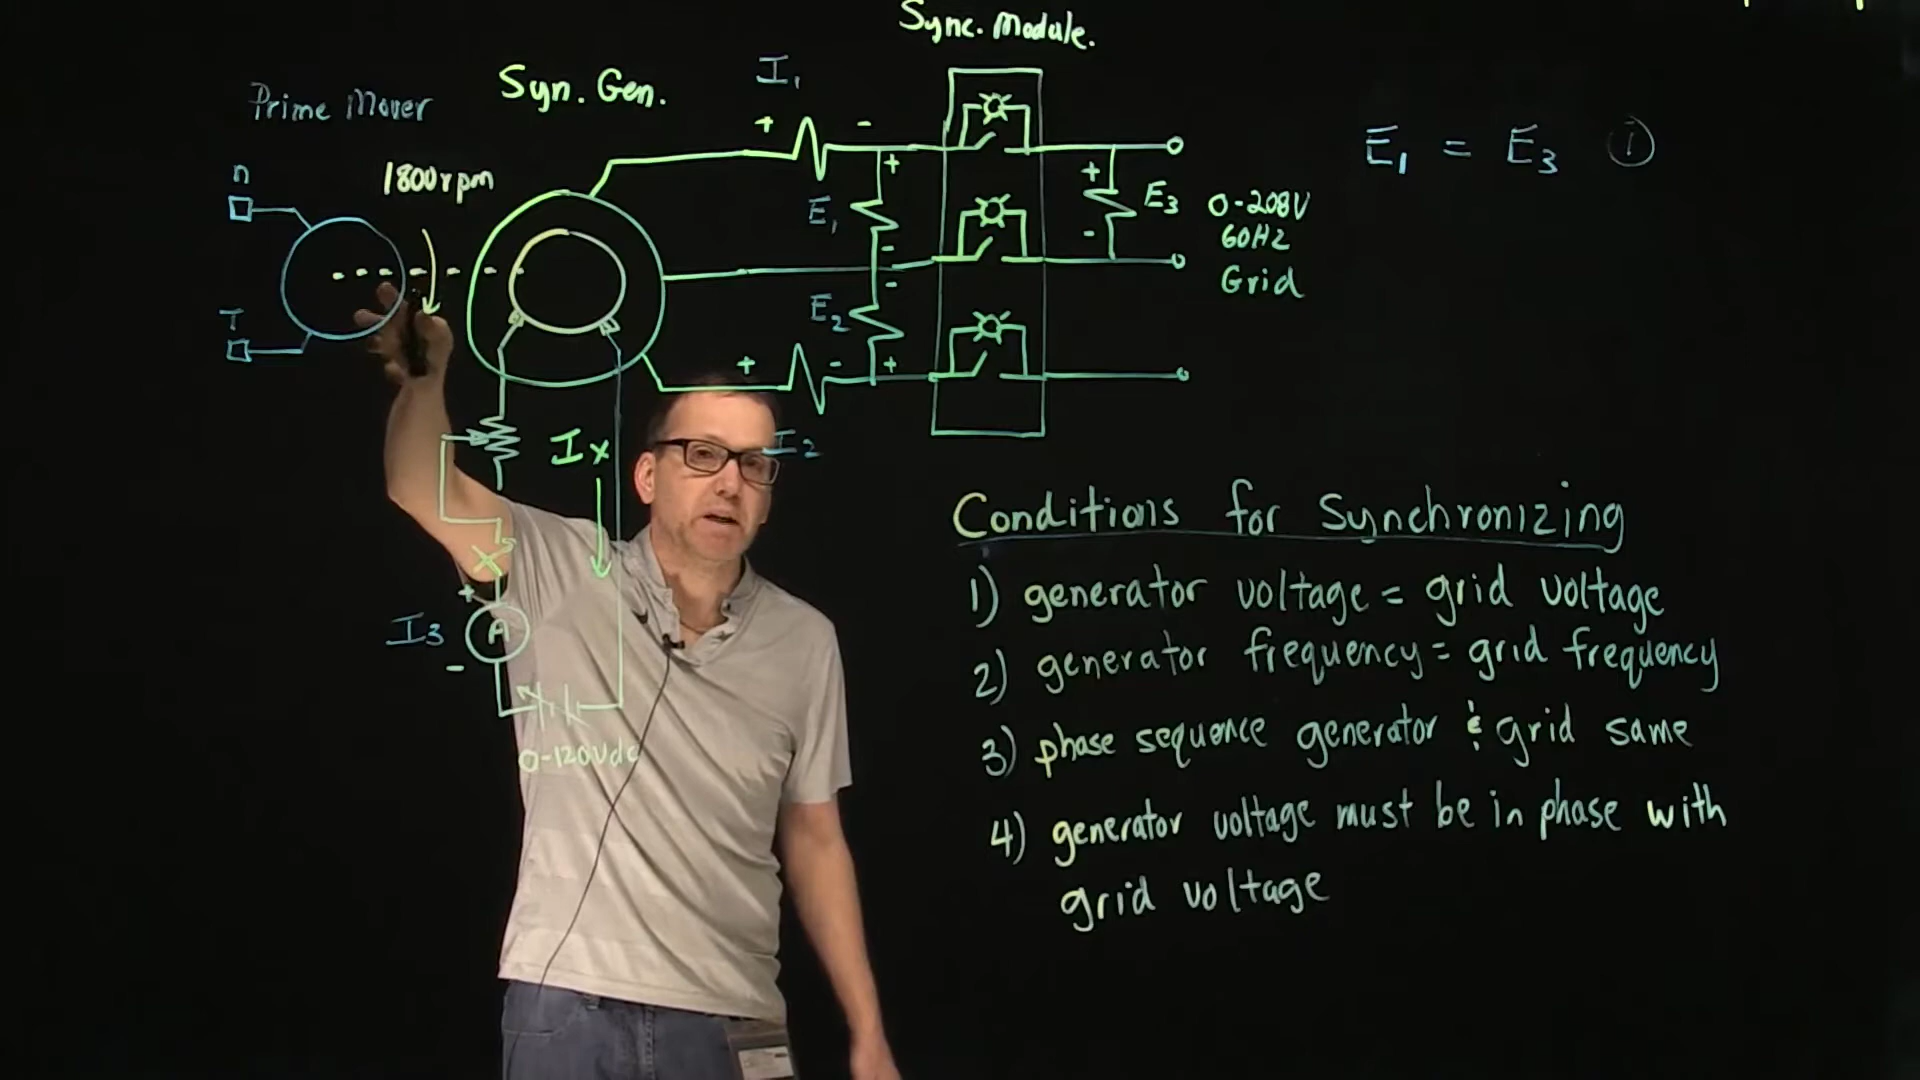 Sync. Module.
Prime Mover
Syn. Gen.
I1
1800rpm
n
T
+
-
+
E1
-
-
E2
+
-
+
+
E3
-
0-208V
60Hz
Grid
E1 = E3 ①
I2
Ix
I3
+
A
-
0-120Vdc
Conditions for Synchronizing
1) generator voltage = grid voltage
2) generator frequency = grid frequency
3) phase sequence generator & grid same
4) generator voltage must be in phase with
grid voltage